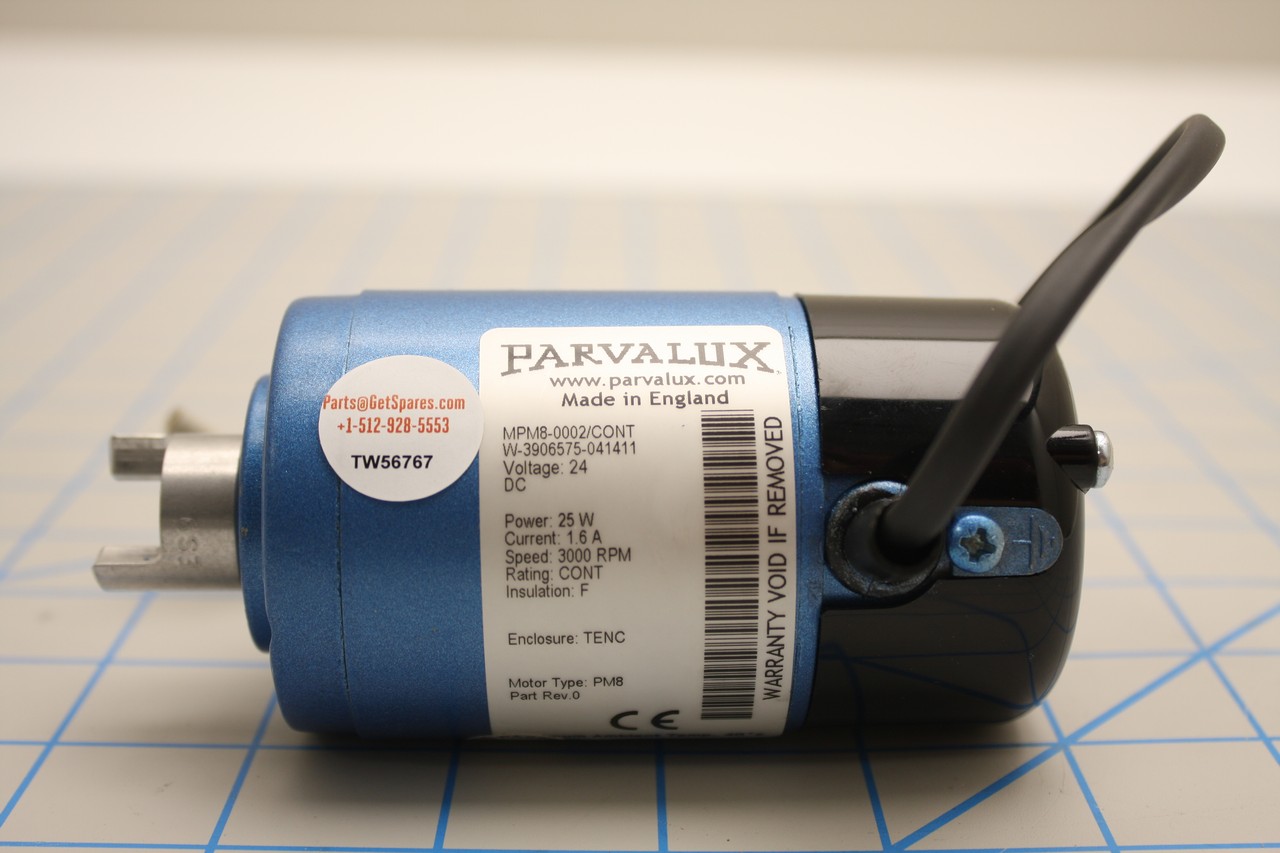 Parts@GetSpares.com
+1-512-928-5553
TW56767
PARVALUX
www.parvalux.com
Made in England
MPM8-0002/CONT
W-3906575-041411
Voltage: 24
DC
Power: 25 W
Current: 1.6 A
Speed: 3000 RPM
Rating: CONT
Insulation: F
Enclosure: TENC
Motor Type: PM8
Part Rev.0
CE
WARRANTY VOID IF REMOVED